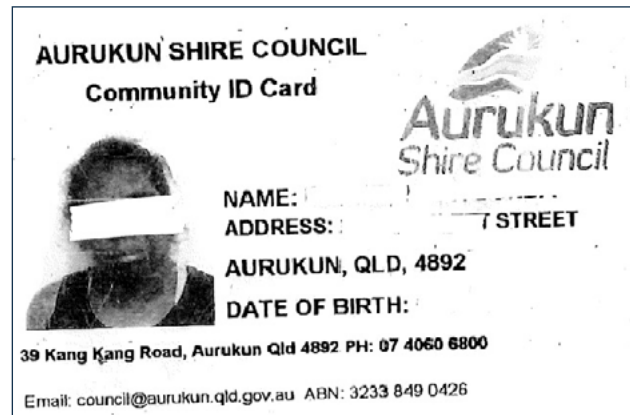 AURUKUN SHIRE COUNCIL
Community ID Card
Aurukun
Shire Council
NAME:
ADDRESS: STREET
AURUKUN, QLD, 4892
DATE OF BIRTH:
39 Kang Kang Road, Aurukun Qld 4892 PH: 07 4060 6800
Email: council@aurukun.qld.gov.au ABN: 3233 849 0426